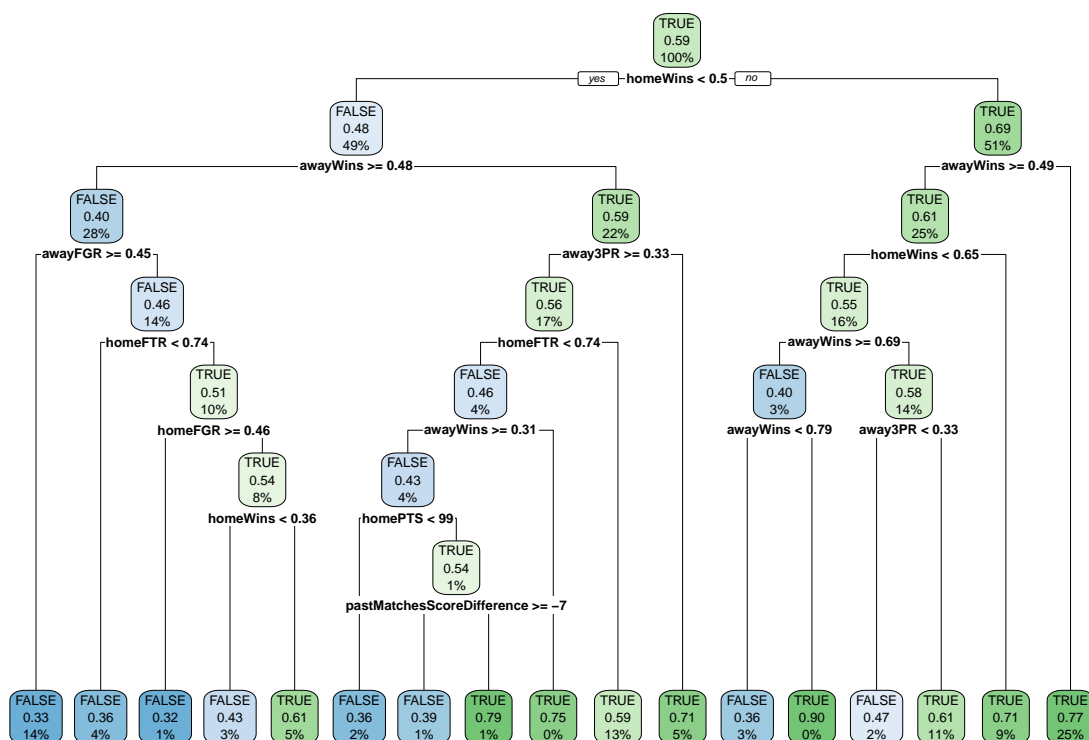 TRUE
0.59
100%
yes homeWins < 0.5 no
FALSE
0.48
49%
TRUE
0.69
51%
awayWins >= 0.48
awayWins >= 0.49
FALSE
0.40
28%
TRUE
0.59
22%
TRUE
0.61
25%
awayFGR >= 0.45
away3PR >= 0.33
homeWins < 0.65
FALSE
0.46
14%
TRUE
0.56
17%
TRUE
0.55
16%
homeFTR < 0.74
homeFTR < 0.74
awayWins >= 0.69
TRUE
0.51
10%
FALSE
0.46
4%
FALSE
0.40
3%
TRUE
0.58
14%
homeFGR >= 0.46
awayWins >= 0.31
awayWins < 0.79
away3PR < 0.33
TRUE
0.54
8%
FALSE
0.43
4%
homeWins < 0.36
homePTS < 99
TRUE
0.54
1%
pastMatchesScoreDifference >= −7
FALSE
0.33
14%
FALSE
0.36
4%
FALSE
0.32
1%
FALSE
0.43
3%
TRUE
0.61
5%
FALSE
0.36
2%
FALSE
0.39
1%
TRUE
0.79
1%
TRUE
0.75
0%
TRUE
0.59
13%
TRUE
0.71
5%
FALSE
0.36
3%
TRUE
0.90
0%
FALSE
0.47
2%
TRUE
0.61
11%
TRUE
0.71
9%
TRUE
0.77
25%